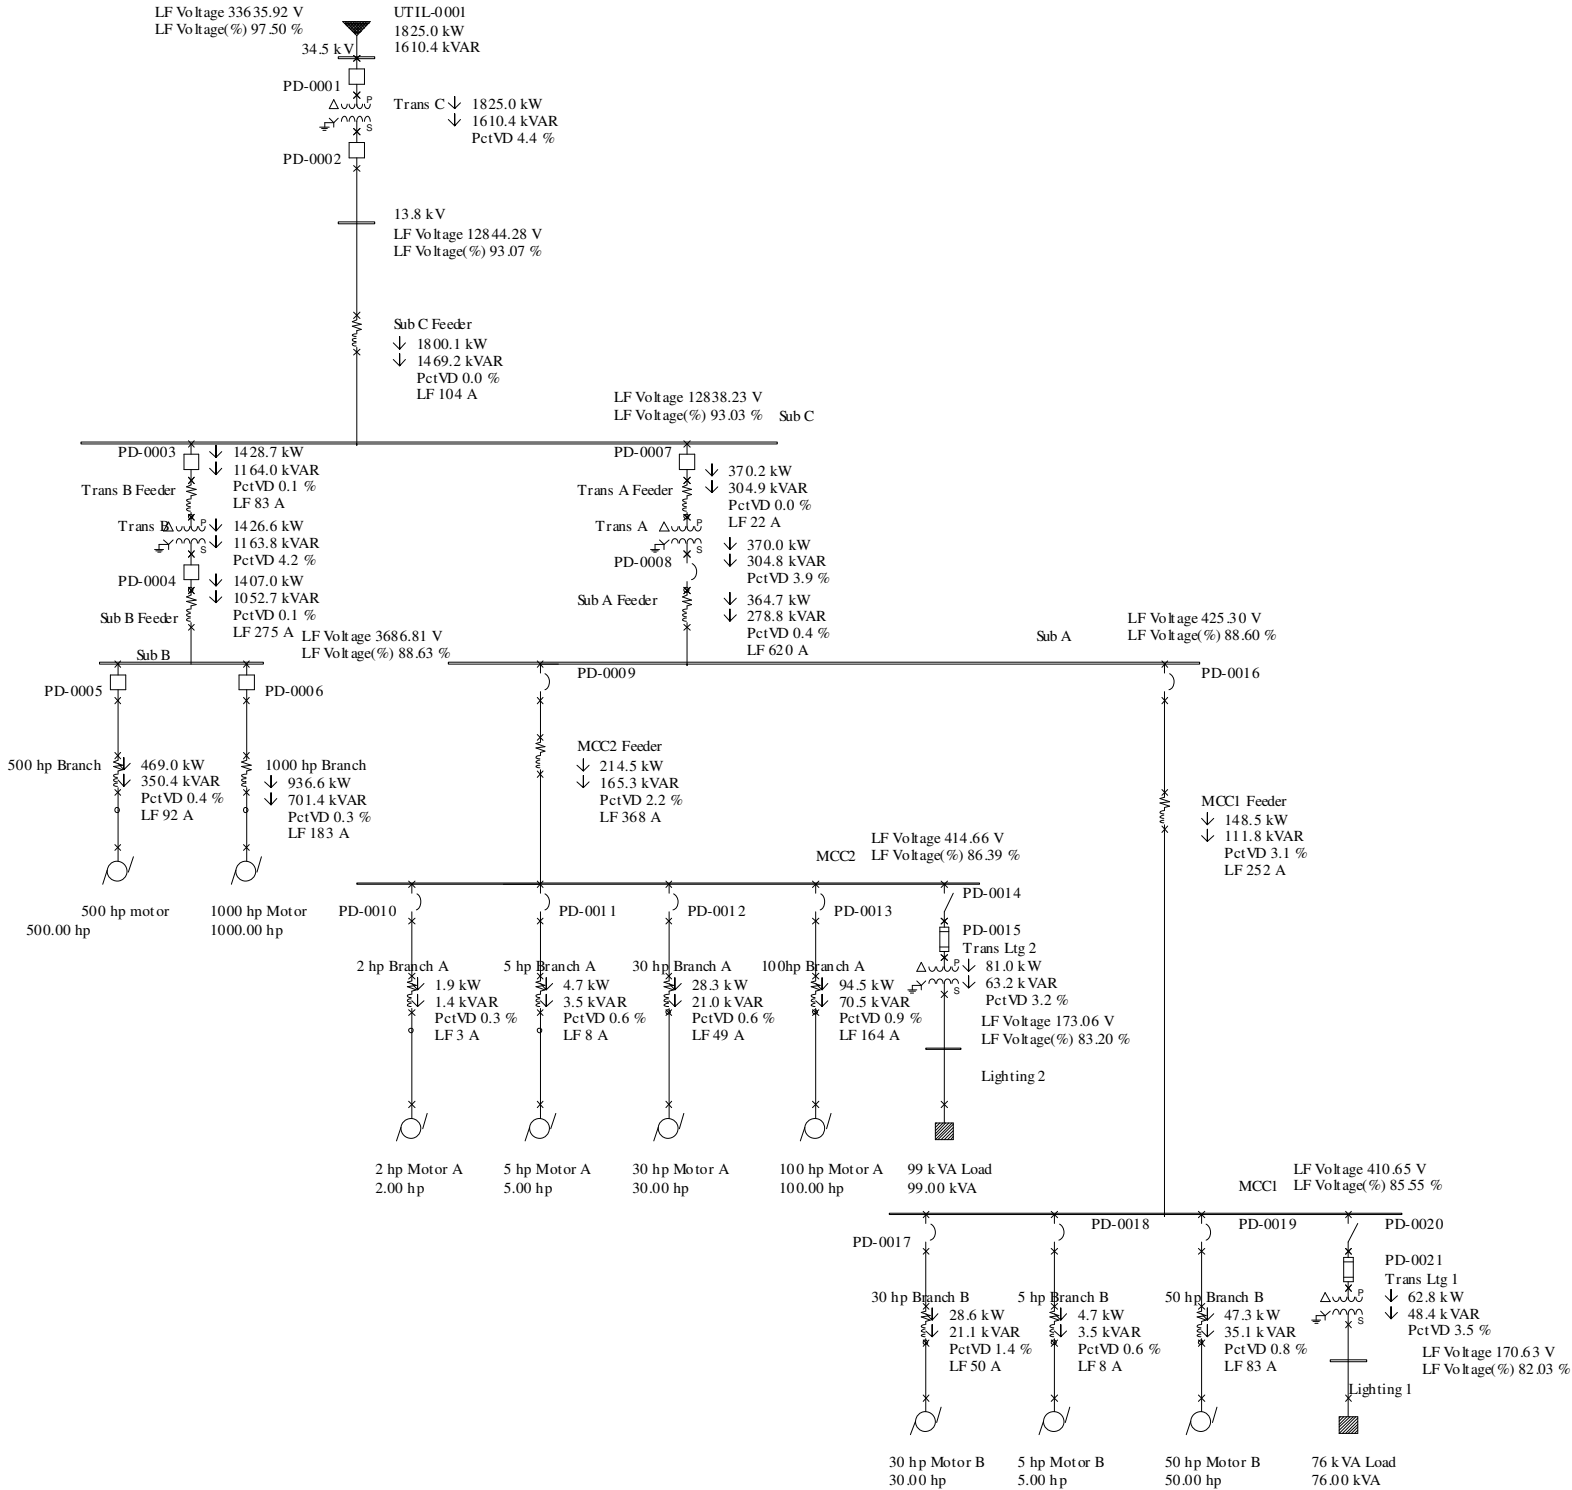 LF Voltage 33635.92 V
LF Voltage(%) 97.50 %
UTIL-0001
1825.0 kW
1610.4 kVAR
34.5 kV
PD-0001
P
S
Trans C
1825.0 kW
1610.4 kVAR
PctVD 4.4 %
PD-0002
13.8 kV
LF Voltage 12844.28 V
LF Voltage(%) 93.07 %
Sub C Feeder
1800.1 kW
1469.2 kVAR
PctVD 0.0 %
LF 104 A
LF Voltage 12838.23 V
LF Voltage(%) 93.03 %
Sub C
PD-0003
1428.7 kW
1164.0 kVAR
PctVD 0.1 %
LF 83 A
Trans B Feeder
Trans B
P
S
1426.6 kW
1163.8 kVAR
PctVD 4.2 %
PD-0004
1407.0 kW
1052.7 kVAR
PctVD 0.1 %
LF 275 A
Sub B Feeder
PD-0007
370.2 kW
304.9 kVAR
PctVD 0.0 %
LF 22 A
Trans A Feeder
Trans A
P
S
370.0 kW
304.8 kVAR
PctVD 3.9 %
PD-0008
Sub A Feeder
364.7 kW
278.8 kVAR
PctVD 0.4 %
LF 620 A
LF Voltage 3686.81 V
LF Voltage(%) 88.63 %
Sub B
Sub A
LF Voltage 425.30 V
LF Voltage(%) 88.60 %
PD-0005
PD-0006
PD-0009
PD-0016
500 hp Branch
469.0 kW
350.4 kVAR
PctVD 0.4 %
LF 92 A
1000 hp Branch
936.6 kW
701.4 kVAR
PctVD 0.3 %
LF 183 A
MCC2 Feeder
214.5 kW
165.3 kVAR
PctVD 2.2 %
LF 368 A
MCC1 Feeder
148.5 kW
111.8 kVAR
PctVD 3.1 %
LF 252 A
500 hp motor
500.00 hp
1000 hp Motor
1000.00 hp
MCC2
LF Voltage 414.66 V
LF Voltage(%) 86.39 %
PD-0010
PD-0011
PD-0012
PD-0013
PD-0014
PD-0015
2 hp Branch A
1.9 kW
1.4 kVAR
PctVD 0.3 %
LF 3 A
5 hp Branch A
4.7 kW
3.5 kVAR
PctVD 0.6 %
LF 8 A
30 hp Branch A
28.3 kW
21.0 kVAR
PctVD 0.6 %
LF 49 A
100hp Branch A
94.5 kW
70.5 kVAR
PctVD 0.9 %
LF 164 A
Trans Ltg 2
P
S
81.0 kW
63.2 kVAR
PctVD 3.2 %
LF Voltage 173.06 V
LF Voltage(%) 83.20 %
Lighting 2
2 hp Motor A
2.00 hp
5 hp Motor A
5.00 hp
30 hp Motor A
30.00 hp
100 hp Motor A
100.00 hp
99 kVA Load
99.00 kVA
MCC1
LF Voltage 410.65 V
LF Voltage(%) 85.55 %
PD-0017
PD-0018
PD-0019
PD-0020
PD-0021
30 hp Branch B
28.6 kW
21.1 kVAR
PctVD 1.4 %
LF 50 A
5 hp Branch B
4.7 kW
3.5 kVAR
PctVD 0.6 %
LF 8 A
50 hp Branch B
47.3 kW
35.1 kVAR
PctVD 0.8 %
LF 83 A
Trans Ltg 1
P
S
62.8 kW
48.4 kVAR
PctVD 3.5 %
LF Voltage 170.63 V
LF Voltage(%) 82.03 %
Lighting 1
30 hp Motor B
30.00 hp
5 hp Motor B
5.00 hp
50 hp Motor B
50.00 hp
76 kVA Load
76.00 kVA